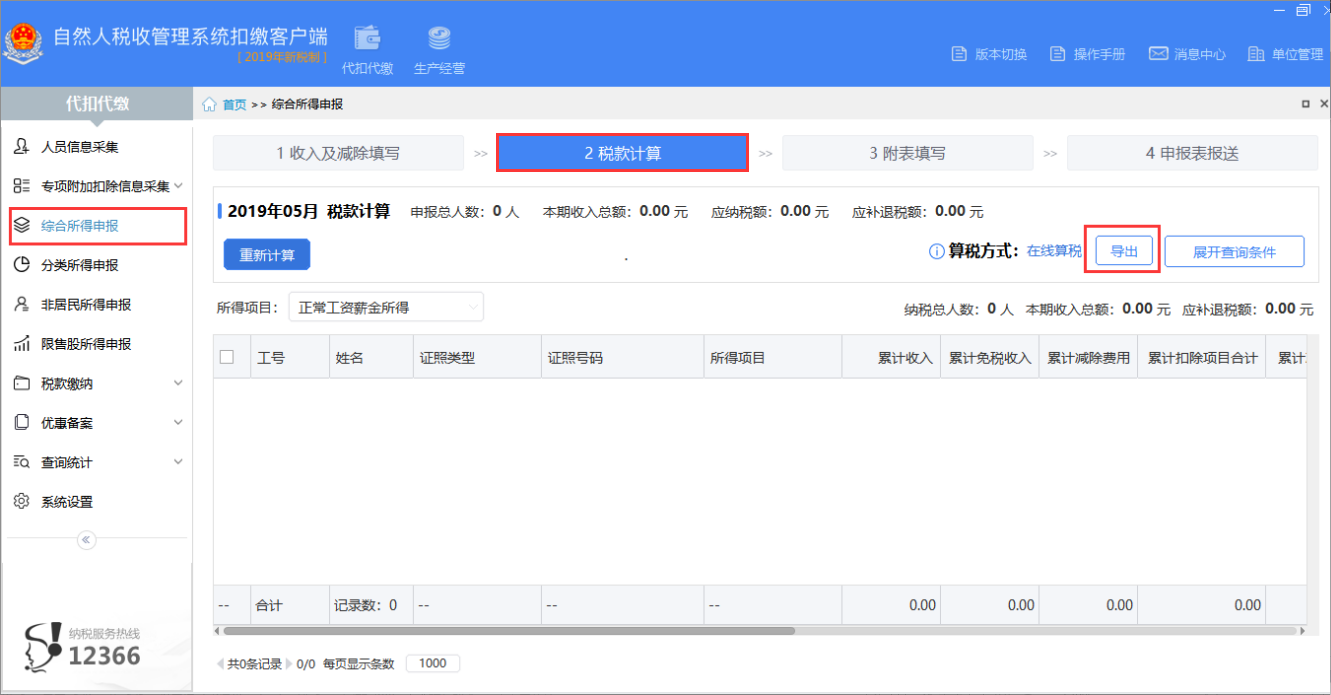 自然人税收管理系统扣缴客户端
[ 2019年新税制 ]
代扣代缴
生产经营
版本切换
操作手册
消息中心
单位管理
代扣代缴
首页 >> 综合所得申报
人员信息采集
专项附加扣除信息采集
综合所得申报
分类所得申报
非居民所得申报
限售股所得申报
税款缴纳
优惠备案
查询统计
系统设置
纳税服务热线
12366
1 收入及减除填写 >> 2 税款计算 >> 3 附表填写 >> 4 申报表报送
2019年05月 税款计算 申报总人数: 0 人 本期收入总额: 0.00 元 应纳税额: 0.00 元 应补退税额: 0.00 元
重新计算 算税方式: 在线算税 导出 展开查询条件
所得项目: 正常工资薪金所得 纳税总人数: 0 人 本期收入总额: 0.00 元 应补退税额: 0.00 元
工号 姓名 证照类型 证照号码 所得项目 累计收入 累计免税收入 累计减除费用 累计扣除项目合计 累计
-- 合计 记录数: 0 -- -- -- 0.00 0.00 0.00 0.00
共0条记录 0/0 每页显示条数 1000